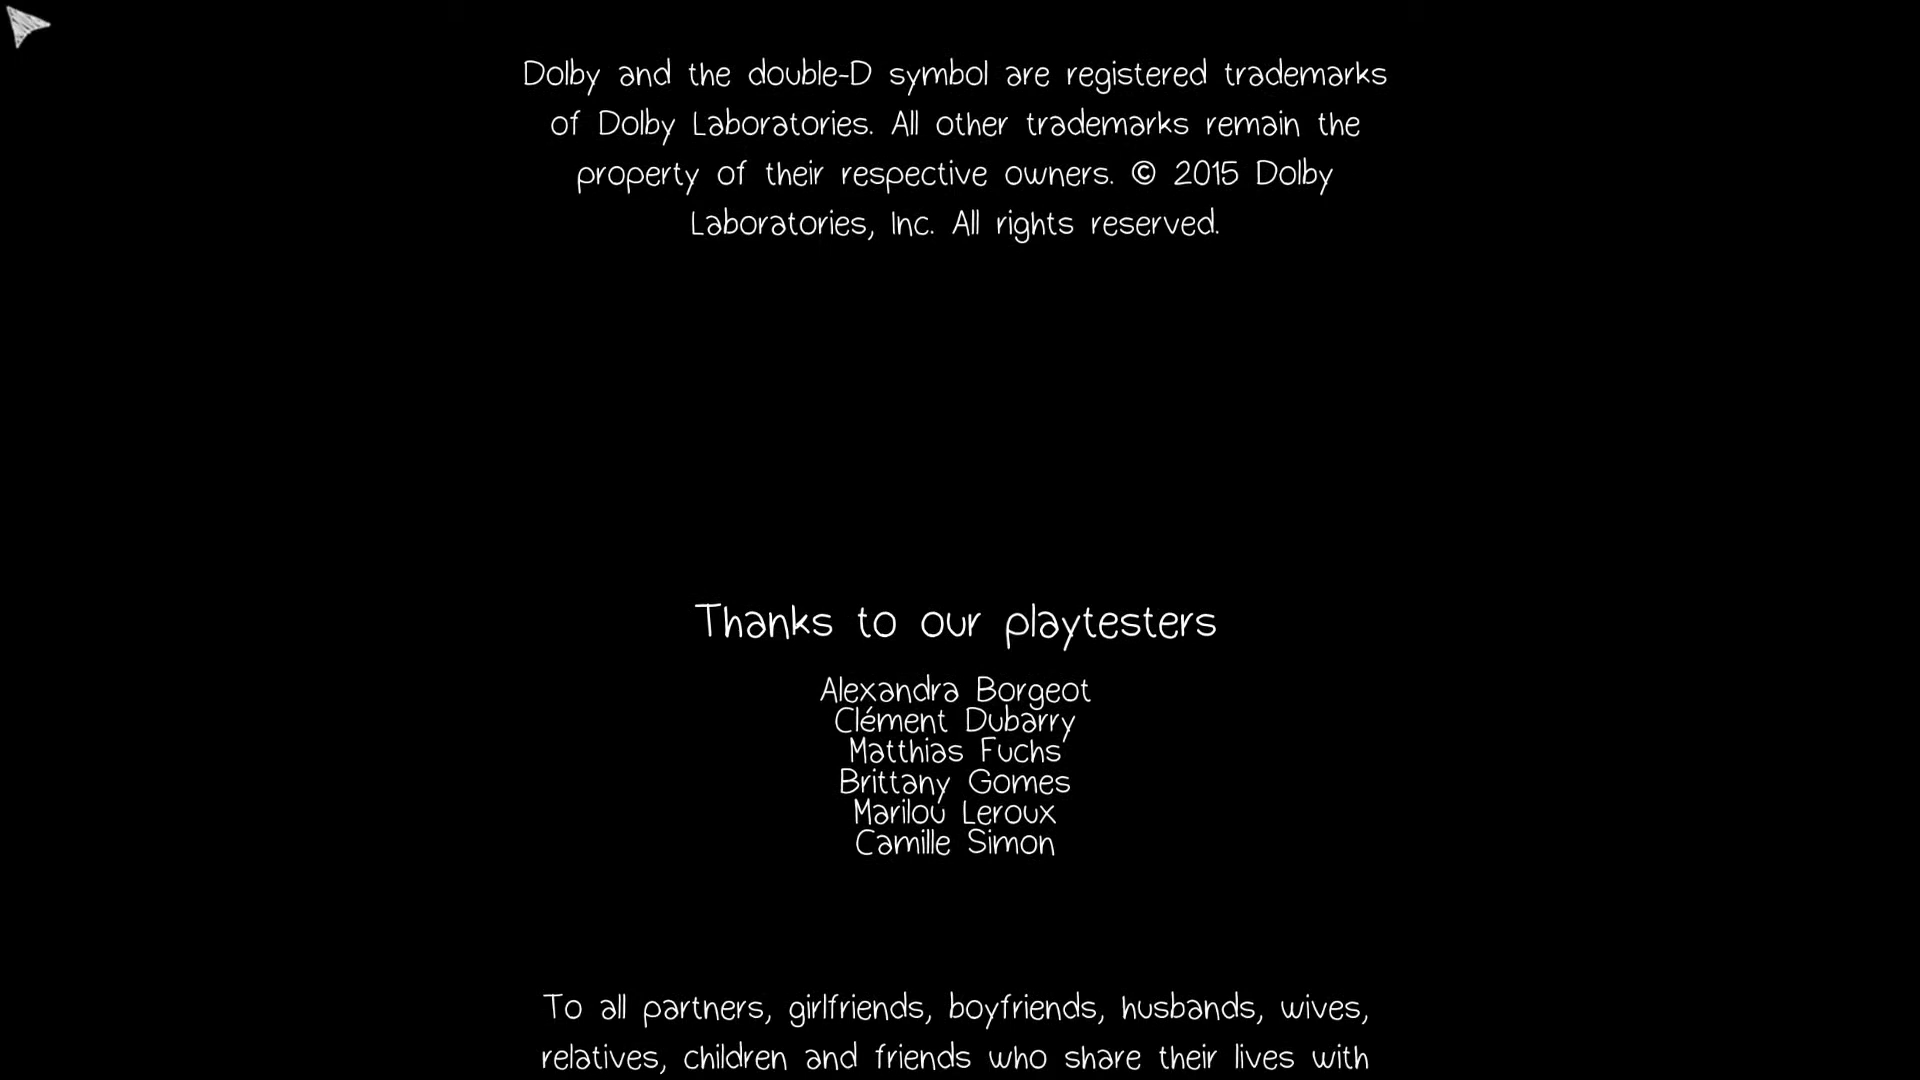 Dolby and the double-D symbol are registered trademarks
of Dolby Laboratories. All other trademarks remain the
property of their respective owners. © 2015 Dolby
Laboratories, Inc. All rights reserved.
Thanks to our playtesters
Alexandra Borgeot
Clément Dubarry
Matthias Fuchs
Brittany Gomes
Marilou Leroux
Camille Simon
To all partners, girlfriends, boyfriends, husbands, wives,
relatives, children and friends who share their lives with